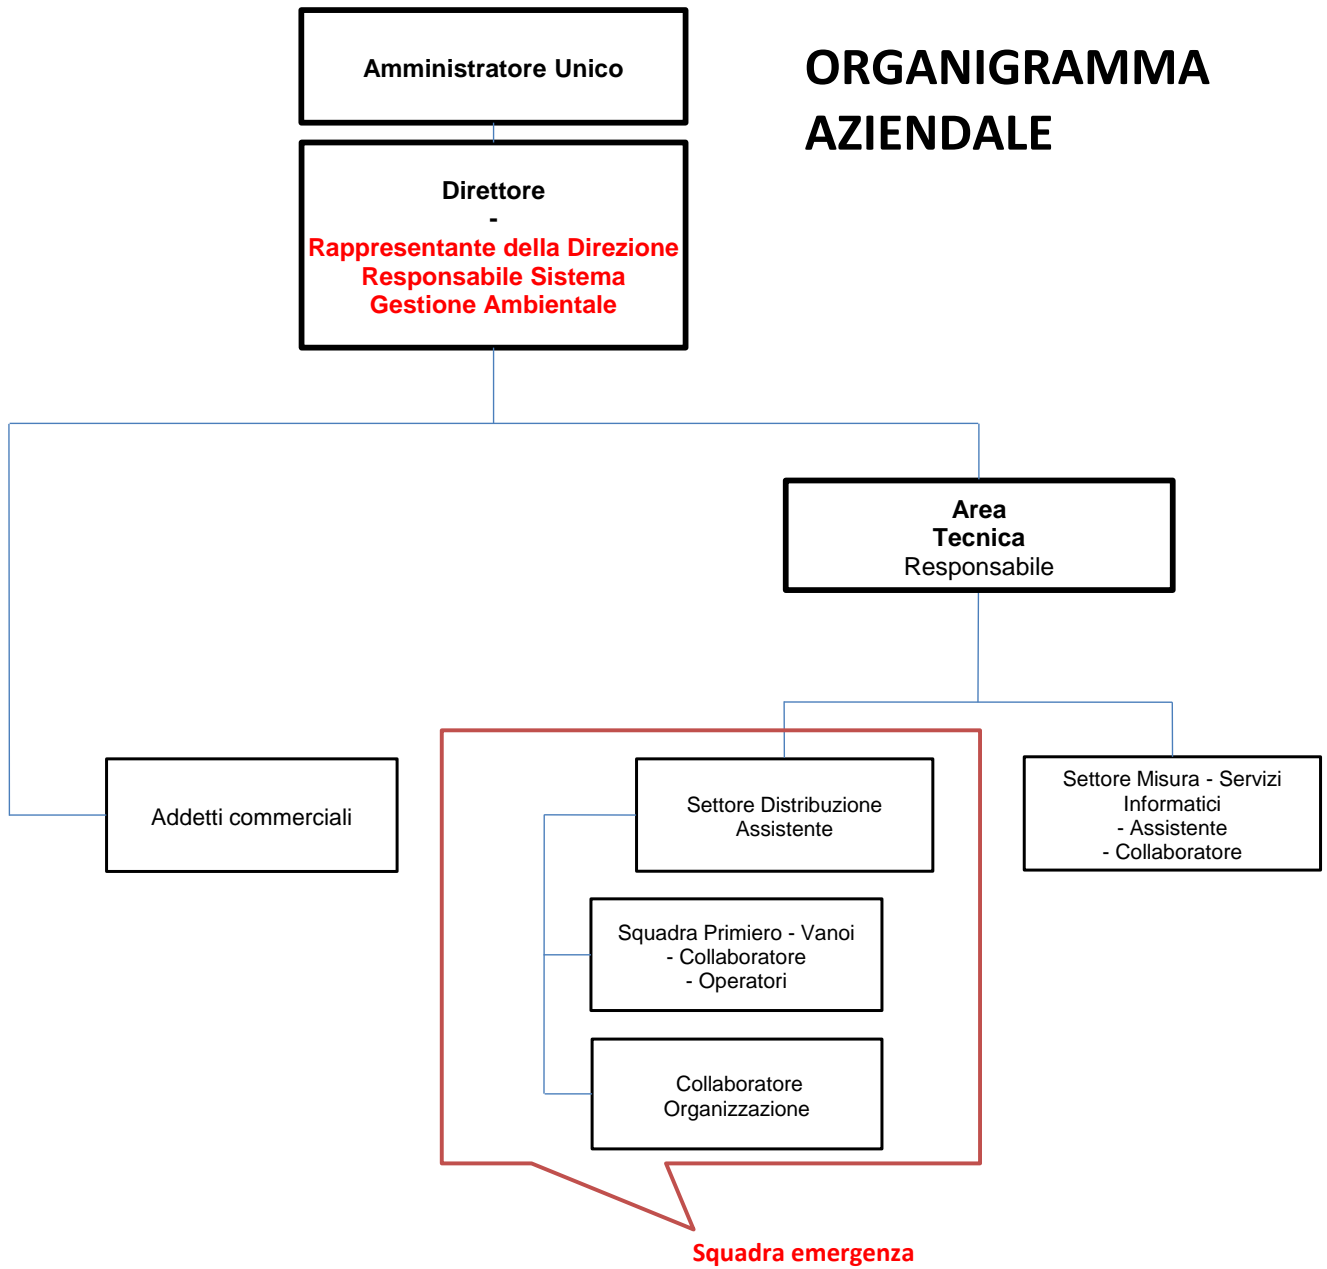 ORGANIGRAMMA
AZIENDALE
Amministratore Unico
Direttore
-
Rappresentante della Direzione
Responsabile Sistema
Gestione Ambientale
Area
Tecnica
Responsabile
Addetti commerciali
Settore Distribuzione
Assistente
Settore Misura - Servizi
Informatici
- Assistente
- Collaboratore
Squadra Primiero - Vanoi
- Collaboratore
- Operatori
Collaboratore
Organizzazione
Squadra emergenza